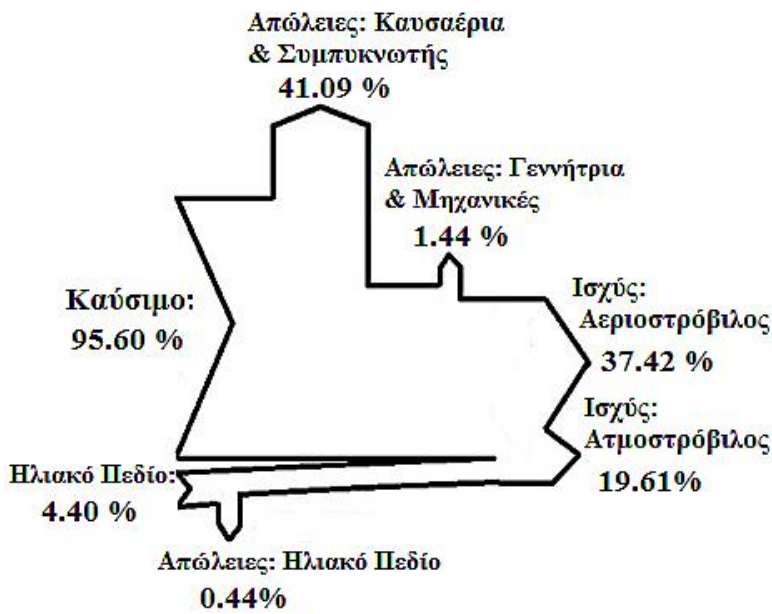 Απώλειες: Καυσαέρια
& Συμπυκνωτής
41.09 %
Απώλειες: Γεννήτρια
& Μηχανικές
1.44 %
Καύσιμο:
95.60 %
Ισχύς:
Αεριοστρόβιλος
37.42 %
Ισχύς:
Ατμοστρόβιλος
19.61%
Ηλιακό Πεδίο:
4.40 %
Απώλειες: Ηλιακό Πεδίο
0.44%